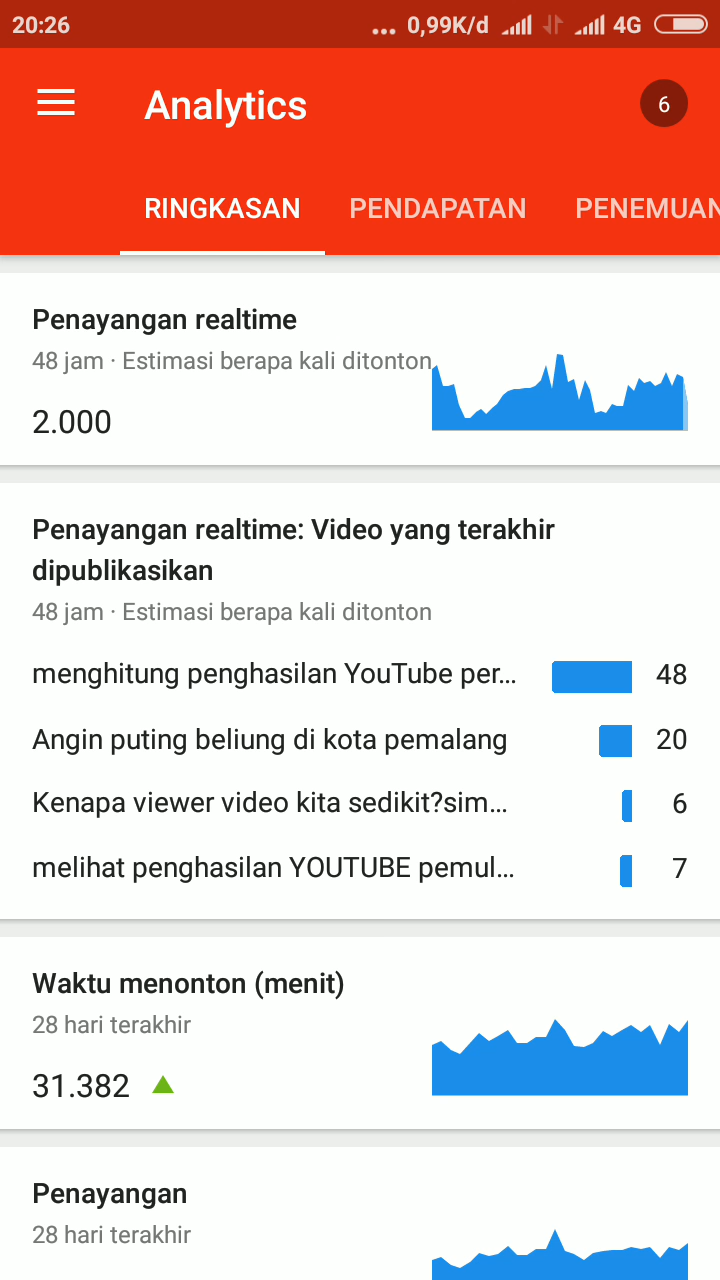 20:26
... 0,99K/d 4G
Analytics
6
RINGKASAN PENDAPATAN PENEMUAN
Penayangan realtime
48 jam · Estimasi berapa kali ditonton
2.000
Penayangan realtime: Video yang terakhir
dipublikasikan
48 jam · Estimasi berapa kali ditonton
menghitung penghasilan YouTube per... 48
Angin puting beliung di kota pemalang 20
Kenapa viewer video kita sedikit?sim... 6
melihat penghasilan YOUTUBE pemul... 7
Waktu menonton (menit)
28 hari terakhir
31.382
Penayangan
28 hari terakhir